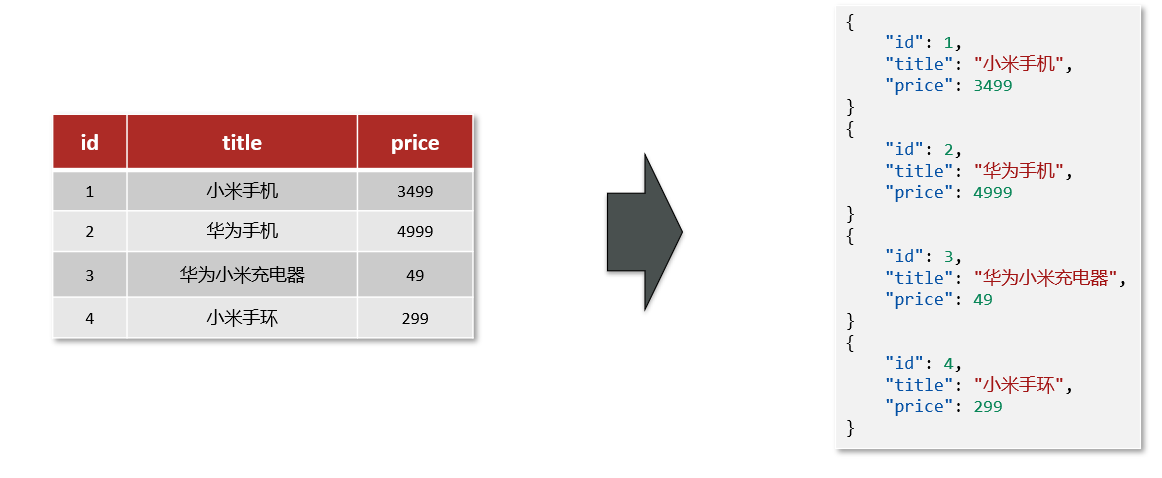 id title price
1 小米手机 3499
2 华为手机 4999
3 华为小米充电器 49
4 小米手环 299
{
"id": 1,
"title": "小米手机",
"price": 3499
}
{
"id": 2,
"title": "华为手机",
"price": 4999
}
{
"id": 3,
"title": "华为小米充电器",
"price": 49
}
{
"id": 4,
"title": "小米手环",
"price": 299
}